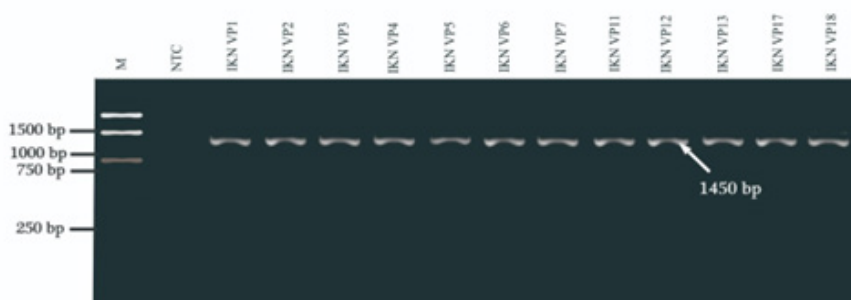 M
NTC
IKN VP1
IKN VP2
IKN VP3
IKN VP4
IKN VP5
IKN VP6
IKN VP7
IKN VP11
IKN VP12
IKN VP13
IKN VP17
IKN VP18
1500 bp
1000 bp
750 bp
250 bp
1450 bp